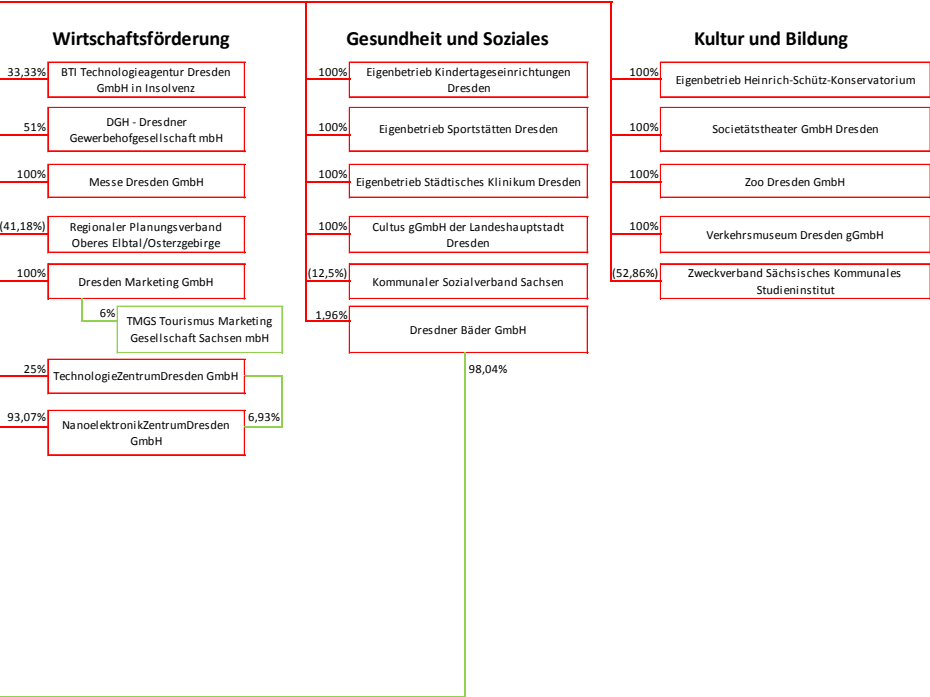 Wirtschaftsförderung
33,33%
BTI Technologieagentur Dresden
GmbH in Insolvenz
51%
DGH - Dresdner
Gewerbehofgesellschaft mbH
100%
Messe Dresden GmbH
(41,18%)
Regionaler Planungsverband
Oberes Elbtal/Osterzgebirge
100%
Dresden Marketing GmbH
6%
TMGS Tourismus Marketing
Gesellschaft Sachsen mbH
25%
TechnologieZentrumDresden GmbH
93,07%
NanoelektronikZentrumDresden
GmbH
6,93%
Gesundheit und Soziales
100%
Eigenbetrieb Kindertageseinrichtungen
Dresden
100%
Eigenbetrieb Sportstätten Dresden
100%
Eigenbetrieb Städtisches Klinikum Dresden
100%
Cultus gGmbH der Landeshauptstadt
Dresden
(12,5%)
Kommunaler Sozialverband Sachsen
1,96%
Dresdner Bäder GmbH
98,04%
Kultur und Bildung
100%
Eigenbetrieb Heinrich-Schütz-Konservatorium
100%
Societätstheater GmbH Dresden
100%
Zoo Dresden GmbH
100%
Verkehrsmuseum Dresden gGmbH
(52,86%)
Zweckverband Sächsisches Kommunales
Studieninstitut